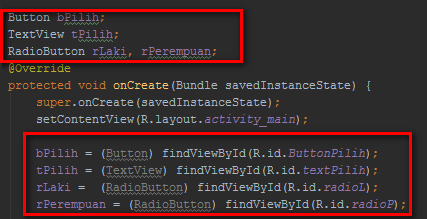 Button bPilih;
TextView tPilih;
RadioButton rLaki, rPerempuan;
@Override
protected void onCreate(Bundle savedInstanceState) {
super.onCreate(savedInstanceState);
setContentView(R.layout.activity_main);
bPilih = (Button) findViewById(R.id.ButtonPilih);
tPilih = (TextView) findViewById(R.id.textPilih);
rLaki = (RadioButton) findViewById(R.id.radioL);
rPerempuan = (RadioButton) findViewById(R.id.radioP);